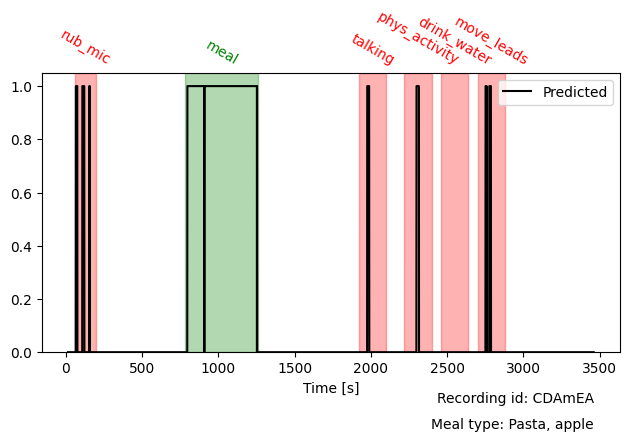 rub_mic
meal
talking
phys_activity
drink_water
move_leads
Predicted
1.0
0.8
0.6
0.4
0.2
0.0
0 500 1000 1500 2000 2500 3000 3500
Time [s]
Recording id: CDAmEA
Meal type: Pasta, apple